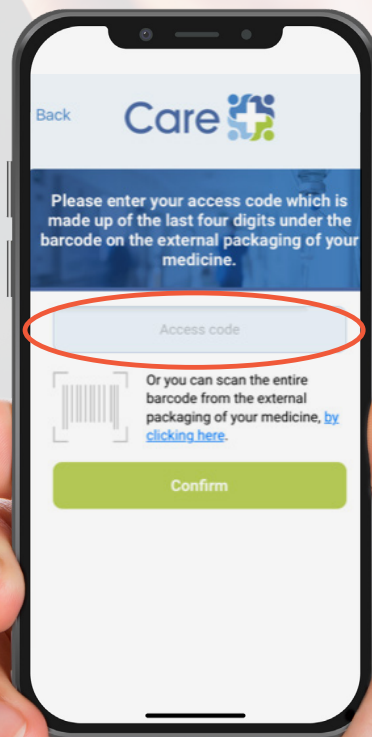 Back
Care
Please enter your access code which is
made up of the last four digits under the
barcode on the external packaging of your
medicine.
Access code
Or you can scan the entire
barcode from the external
packaging of your medicine, by
clicking here.
Confirm